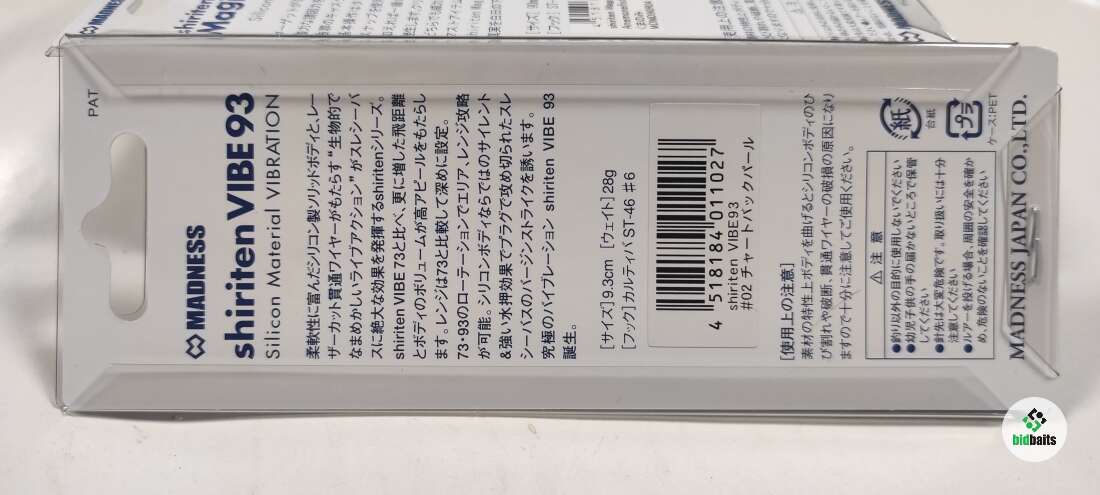 PAT
MADNESS
shiriten VIBE 93
Silicon Material VIBRATION
柔軟性に富んだシリコン製ソリッドボディと、レー
ザーカット貫通ワイヤーがもたらす“生物的で
なまめかしいライブアクション”がスレシーバ
スに絶大な効果を発揮するshiritenシリーズ。
shiriten VIBE 73と比べ、更に増した飛距離
とボディのボリュームが高アピールをもたらし
ます。レンジは73と比較して深めに設定。
73・93のローテーションでエリア、レンジ攻略
が可能。シリコンボディならではのサイレント
&強い水押効果でプラグで攻め切られたスレ
シーバスのバージンストライクを誘います。
究極のバイブレーション shiriten VIBE 93
誕生。
[サイズ]9.3cm [ウェイト]28g
[フック]カルティバ ST-46 #6
4 518184 011027
shiriten VIBE93
#02 チャートバックパール
[使用上の注意]
素材の特性上ボディを曲げるとシリコンボディのひ
び割れや破断、貫通ワイヤーの破損の原因になり
ますので十分に注意してご使用ください。
⚠ 注 意
●釣り以外の目的に使用しないでください
●幼児子供の手の届かないところで保管
してください
●針先は大変危険です。取り扱いには十分
注意してください
●ルアーを投げる場合、周囲の安全を確か
め、危険のないことを確認してください
紙
台紙
プラ
ケース:PET
MADNESS JAPAN CO.,LTD.
MADNESS
shiriten
bidbaits